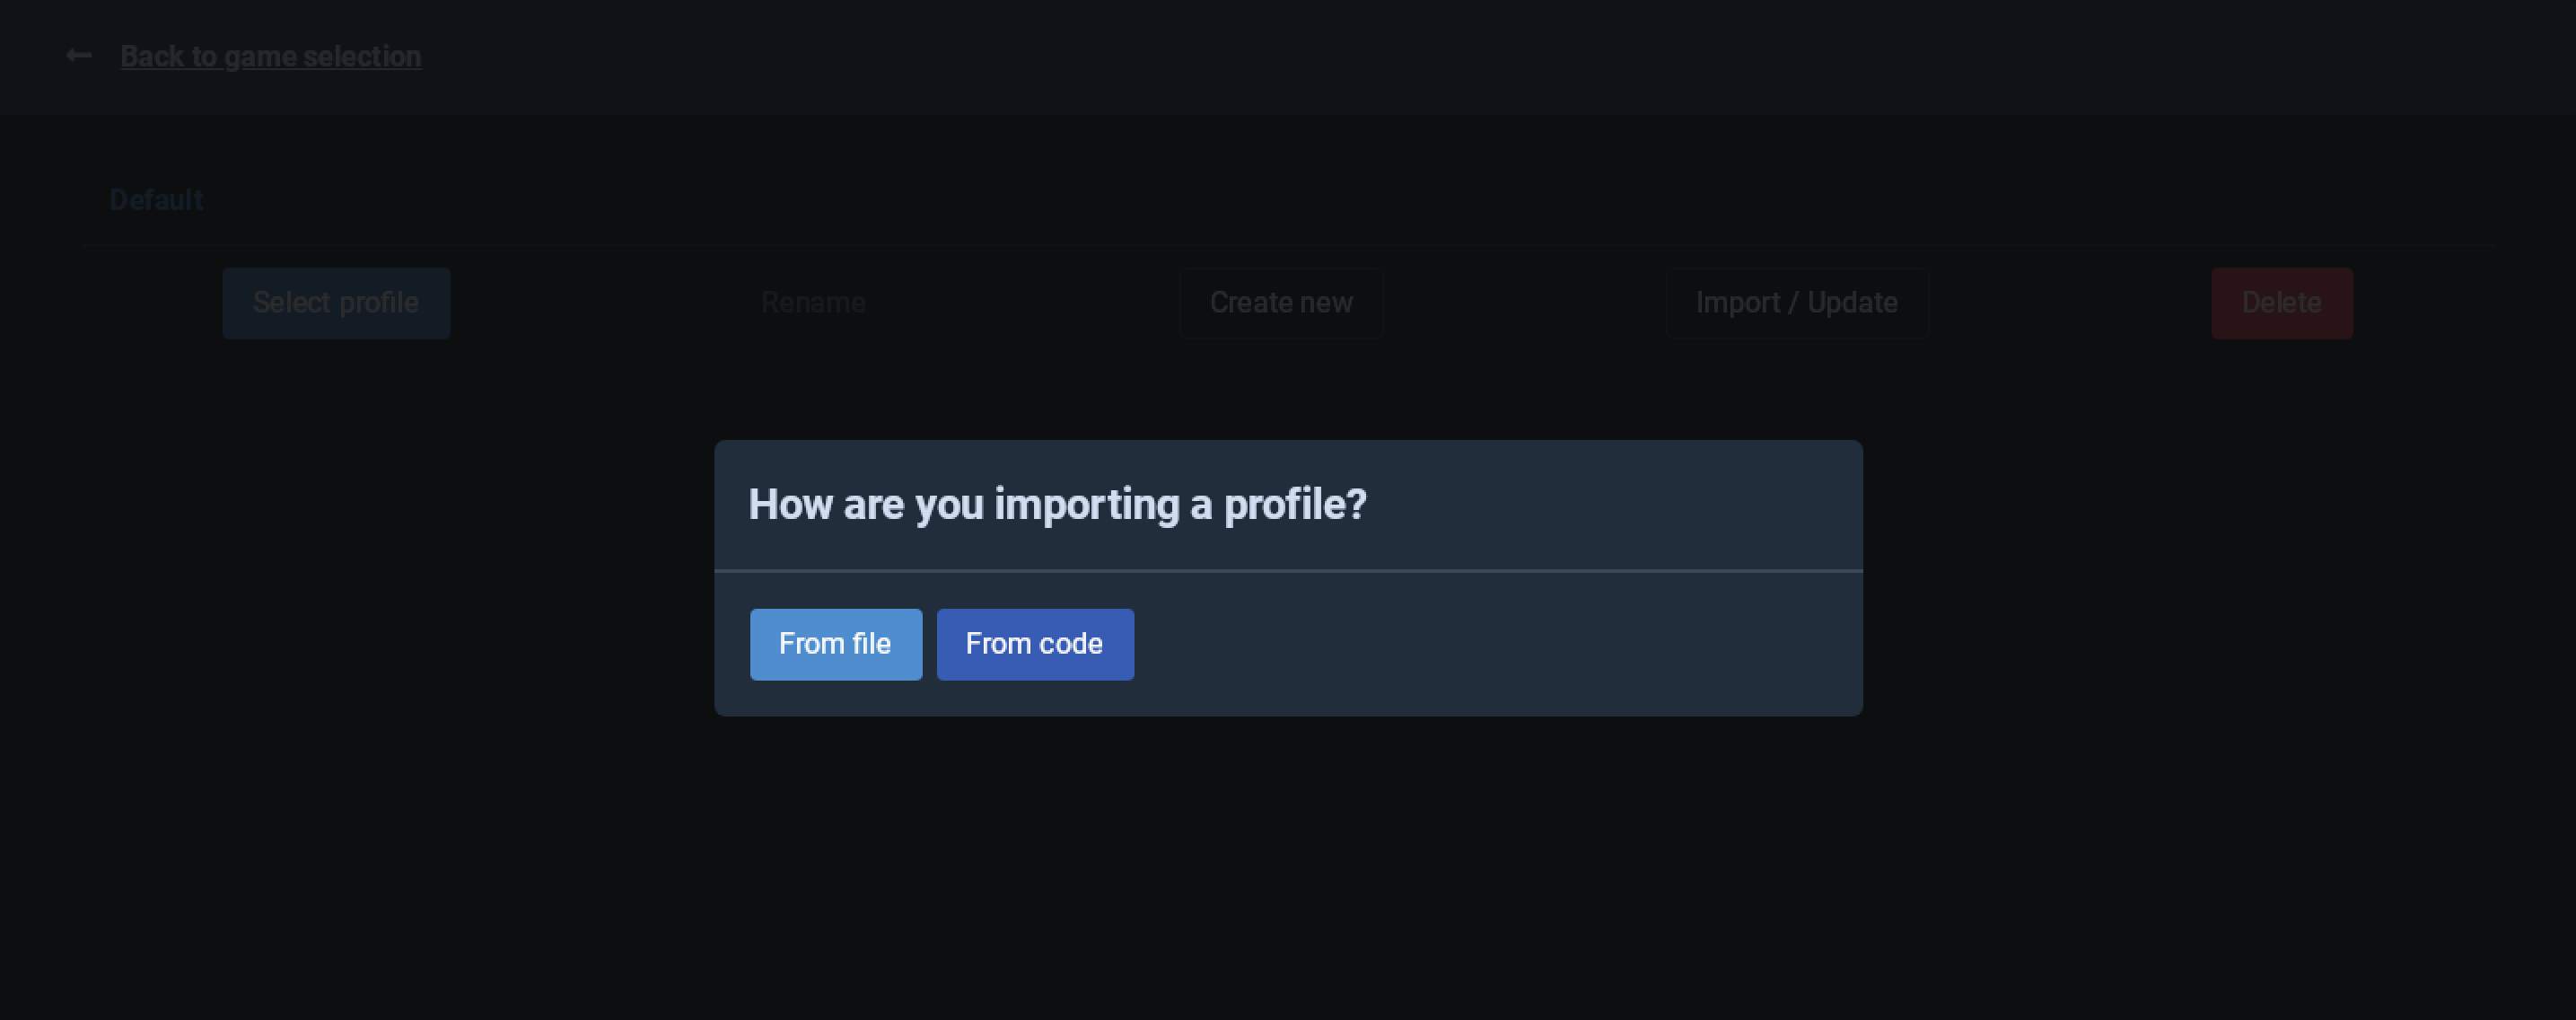 Back to game selection
Default
Select profile
Rename
Create new
Import / Update
Delete
How are you importing a profile?
From file
From code